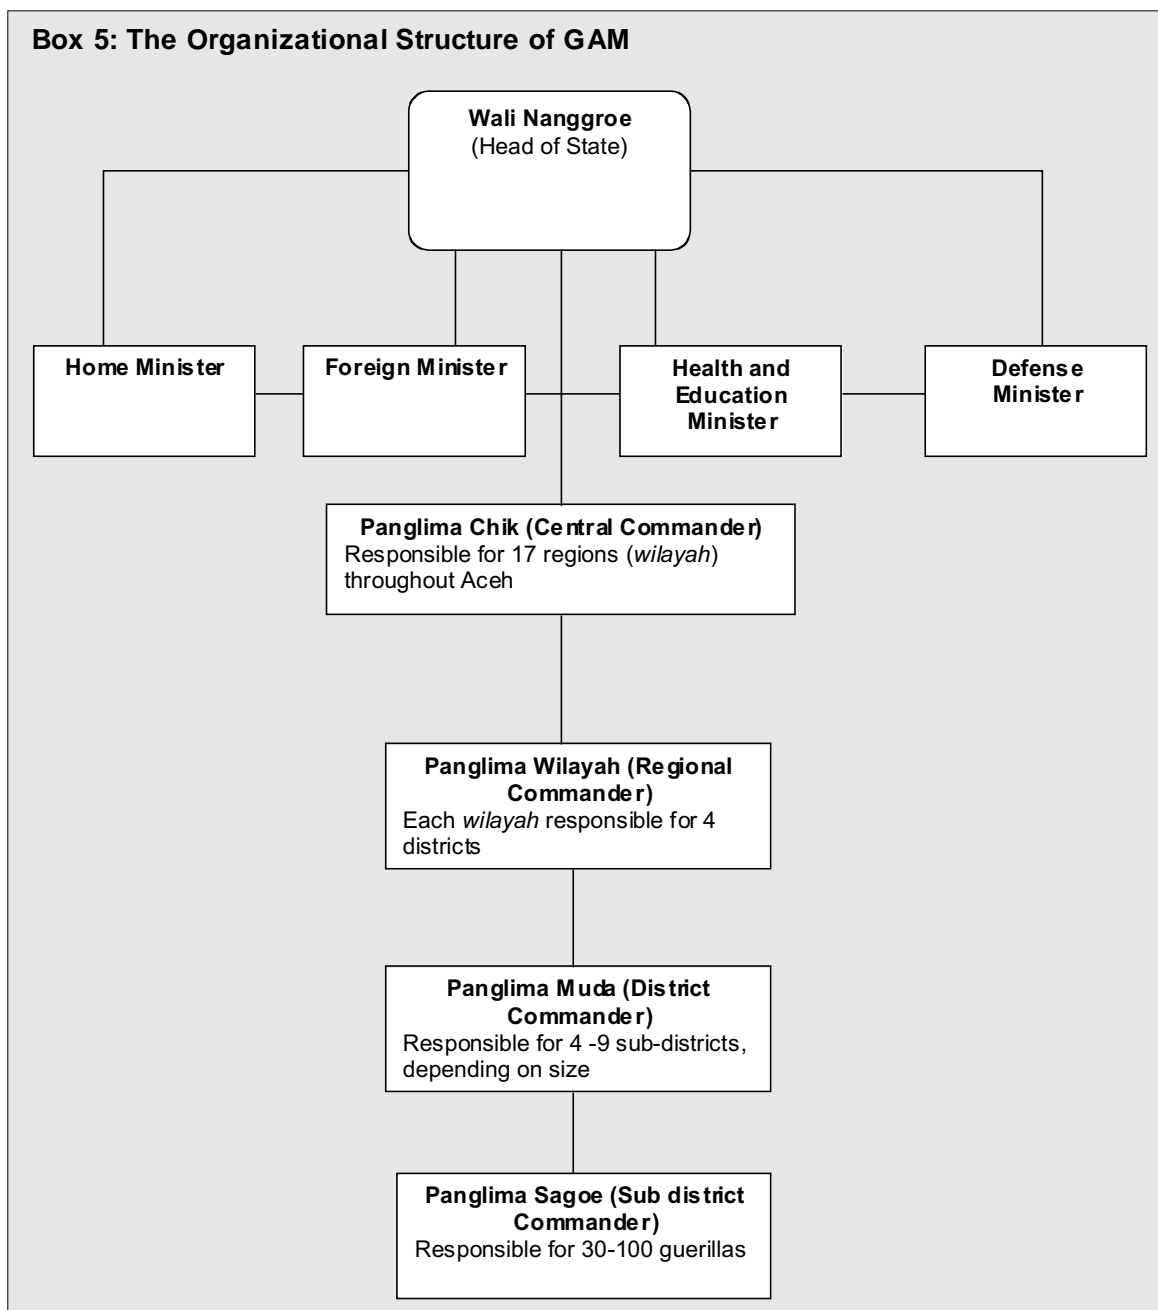 Box 5: The Organizational Structure of GAM
Wali Nanggroe
(Head of State)
Home Minister
Foreign Minister
Health and
Education
Minister
Defense
Minister
Panglima Chik (Central Commander)
Responsible for 17 regions (wilayah)
throughout Aceh
Panglima Wilayah (Regional
Commander)
Each wilayah responsible for 4
districts
Panglima Muda (District
Commander)
Responsible for 4 -9 sub-districts,
depending on size
Panglima Sagoe (Sub district
Commander)
Responsible for 30-100 guerillas